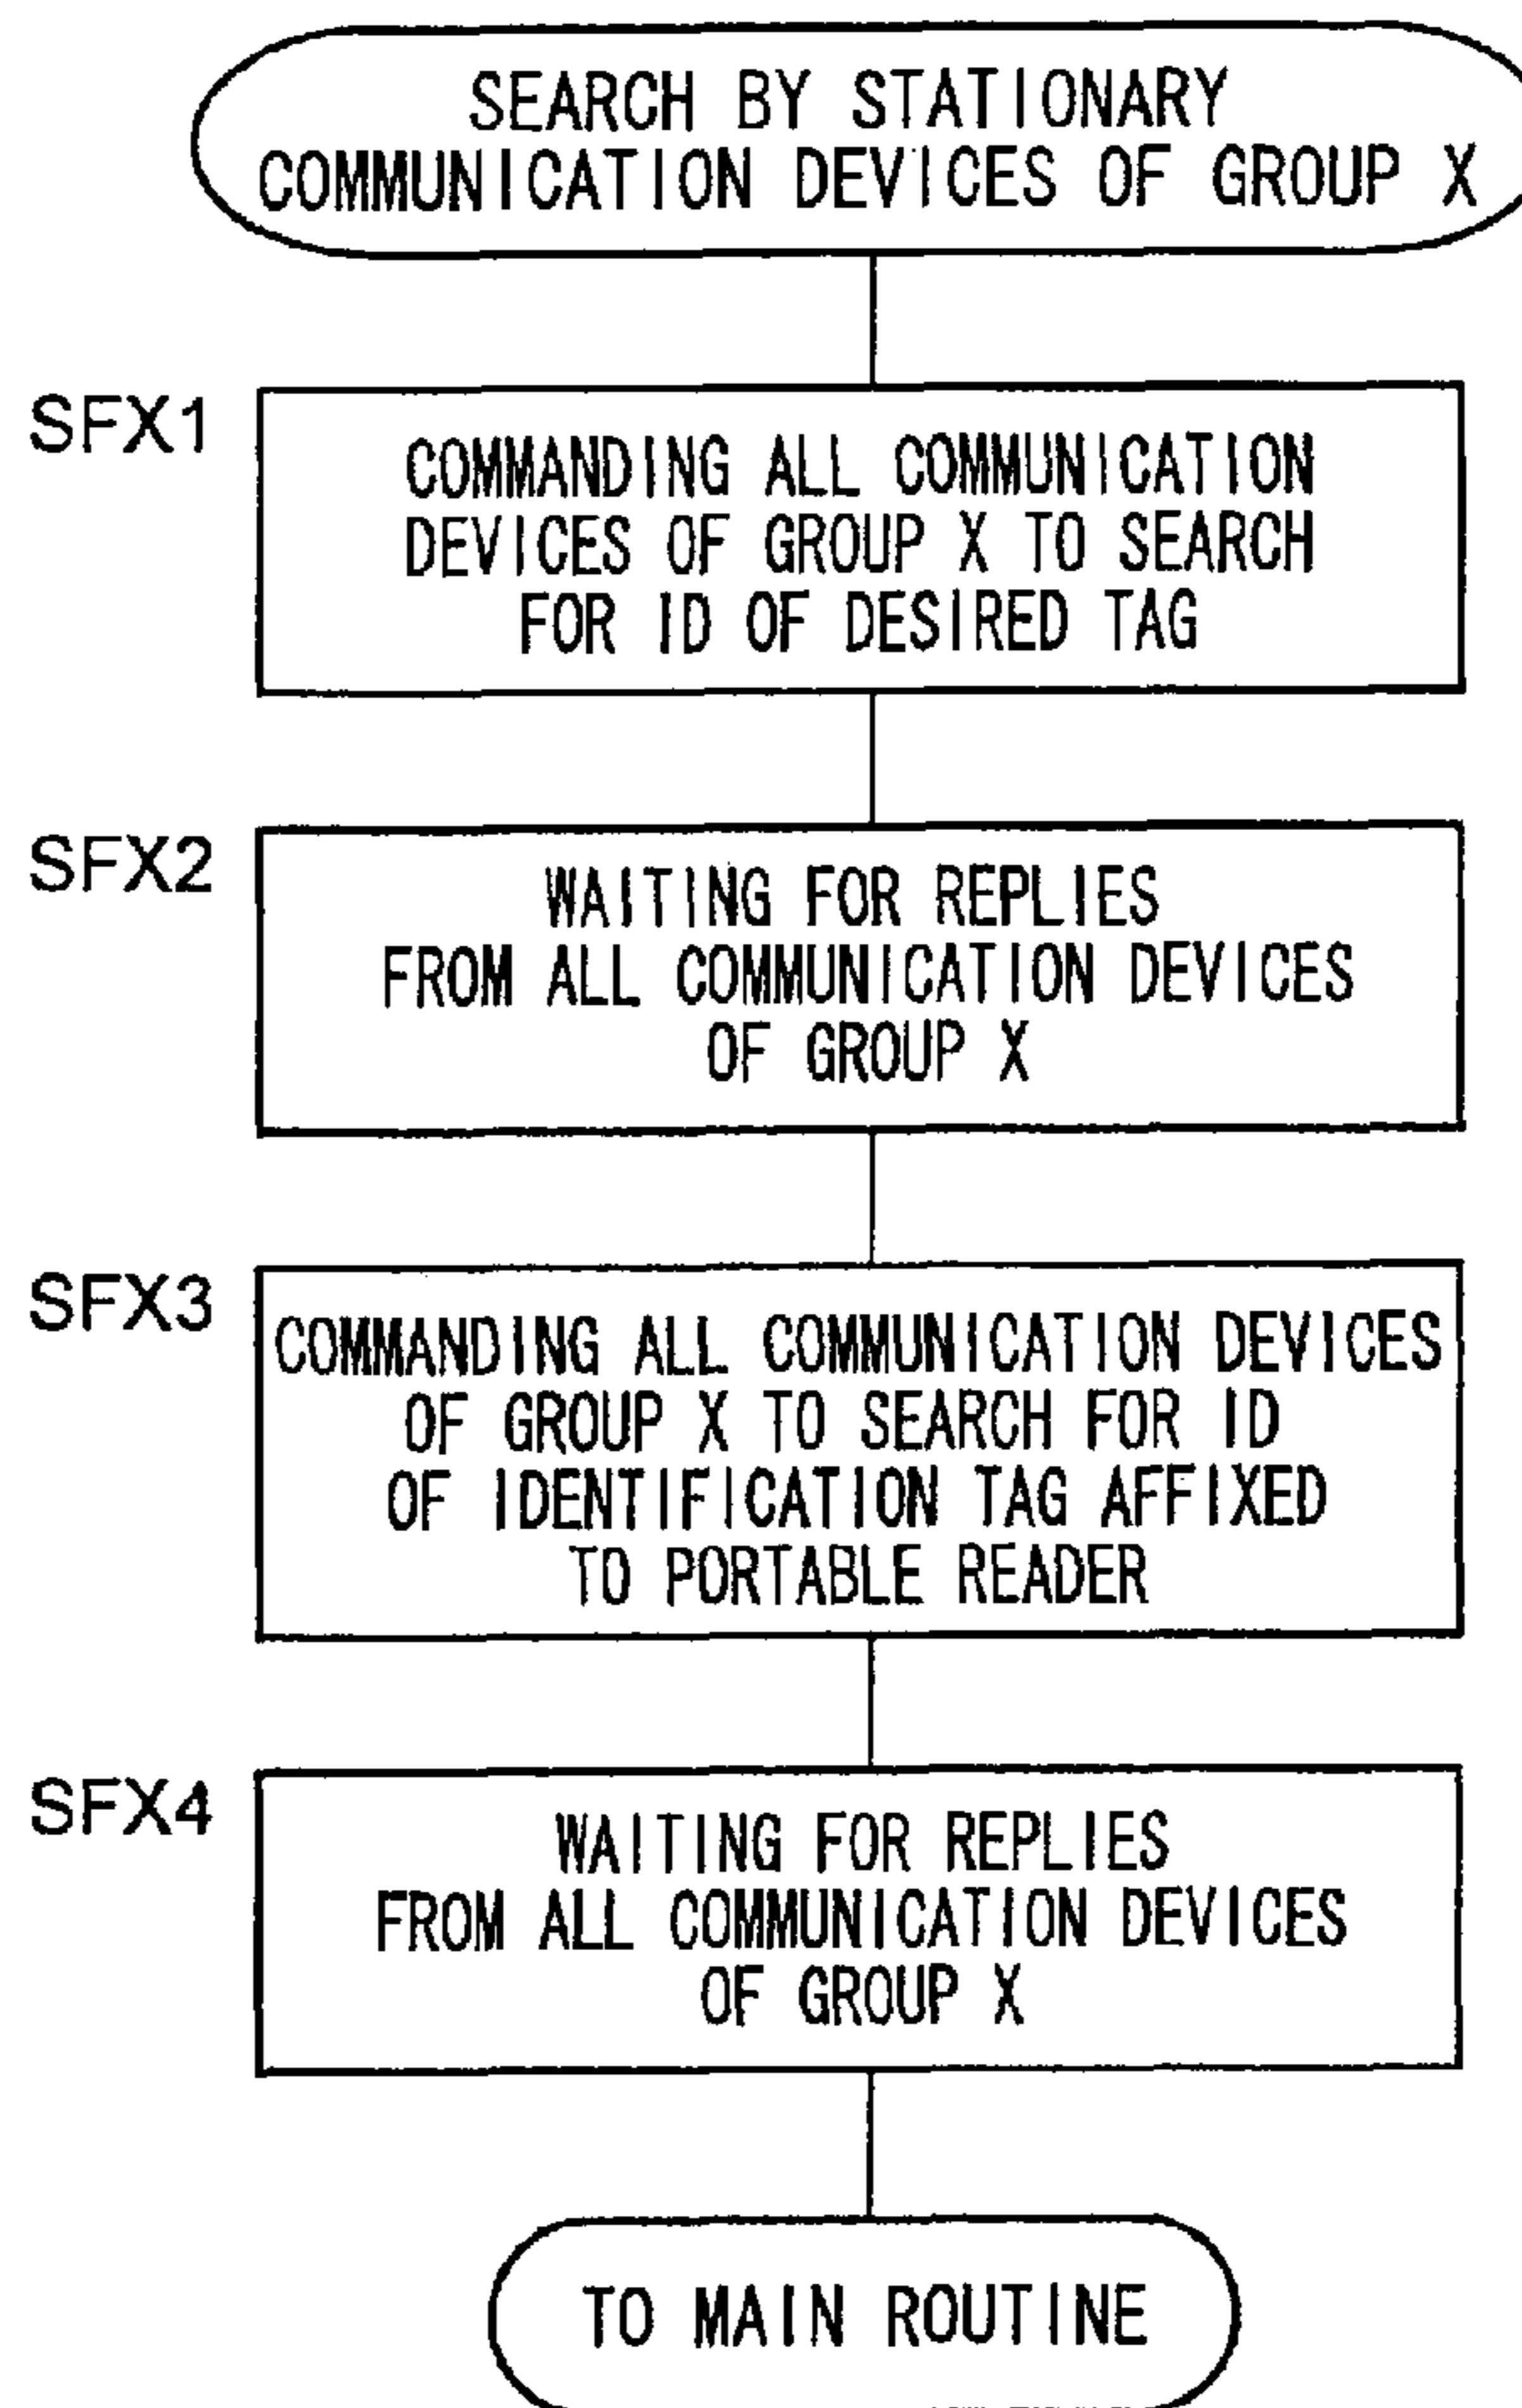 SEARCH BY STATIONARY
COMMUNICATION DEVICES OF GROUP X
SFX1
COMMANDING ALL COMMUNICATION
DEVICES OF GROUP X TO SEARCH
FOR ID OF DESIRED TAG
SFX2
WAITING FOR REPLIES
FROM ALL COMMUNICATION DEVICES
OF GROUP X
SFX3
COMMANDING ALL COMMUNICATION DEVICES
OF GROUP X TO SEARCH FOR ID
OF IDENTIFICATION TAG AFFIXED
TO PORTABLE READER
SFX4
WAITING FOR REPLIES
FROM ALL COMMUNICATION DEVICES
OF GROUP X
TO MAIN ROUTINE